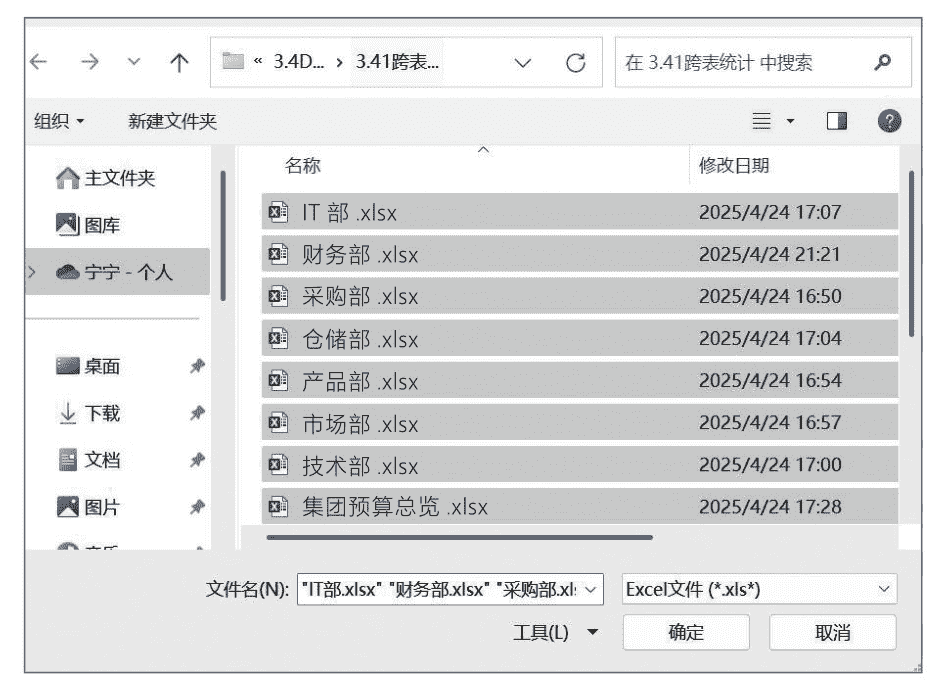 « 3.4D... › 3.41跨表...
在 3.41跨表统计 中搜索
组织
新建文件夹
?
名称
修改日期
主文件夹
图库
宁宁 - 个人
桌面
下载
文档
图片
IT 部 .xlsx 2025/4/24 17:07
财务部 .xlsx 2025/4/24 21:21
采购部 .xlsx 2025/4/24 16:50
仓储部 .xlsx 2025/4/24 17:04
产品部 .xlsx 2025/4/24 16:54
市场部 .xlsx 2025/4/24 16:57
技术部 .xlsx 2025/4/24 17:00
集团预算总览 .xlsx 2025/4/24 17:28
文件名(N): "IT部.xlsx" "财务部.xlsx" "采购部.xl
Excel文件 (*.xls*)
工具(L)
确定
取消